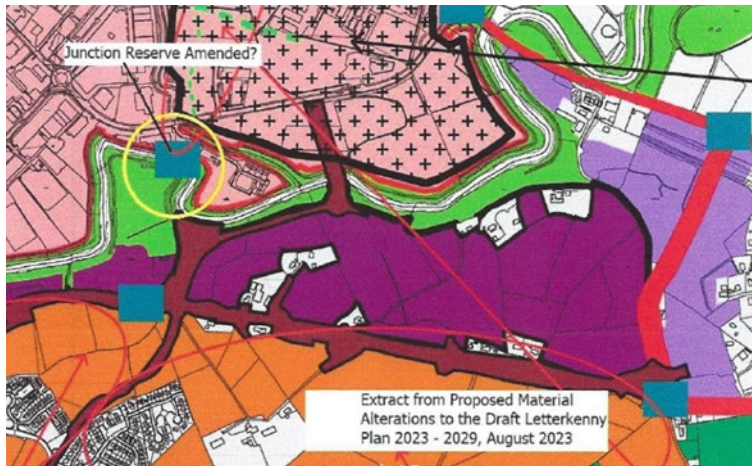 Junction Reserve Amended?
Extract from Proposed Material
Alterations to the Draft Letterkenny
Plan 2023 - 2029, August 2023